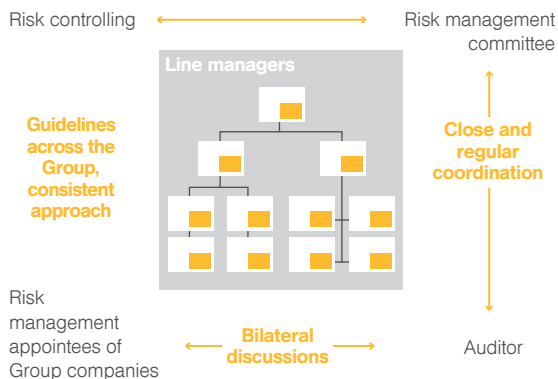 Risk controlling
Risk management
committee
Line managers
Guidelines
across the
Group,
consistent
approach
Close and
regular
coordination
Risk
management
appointees of
Group companies
Bilateral
discussions
Auditor